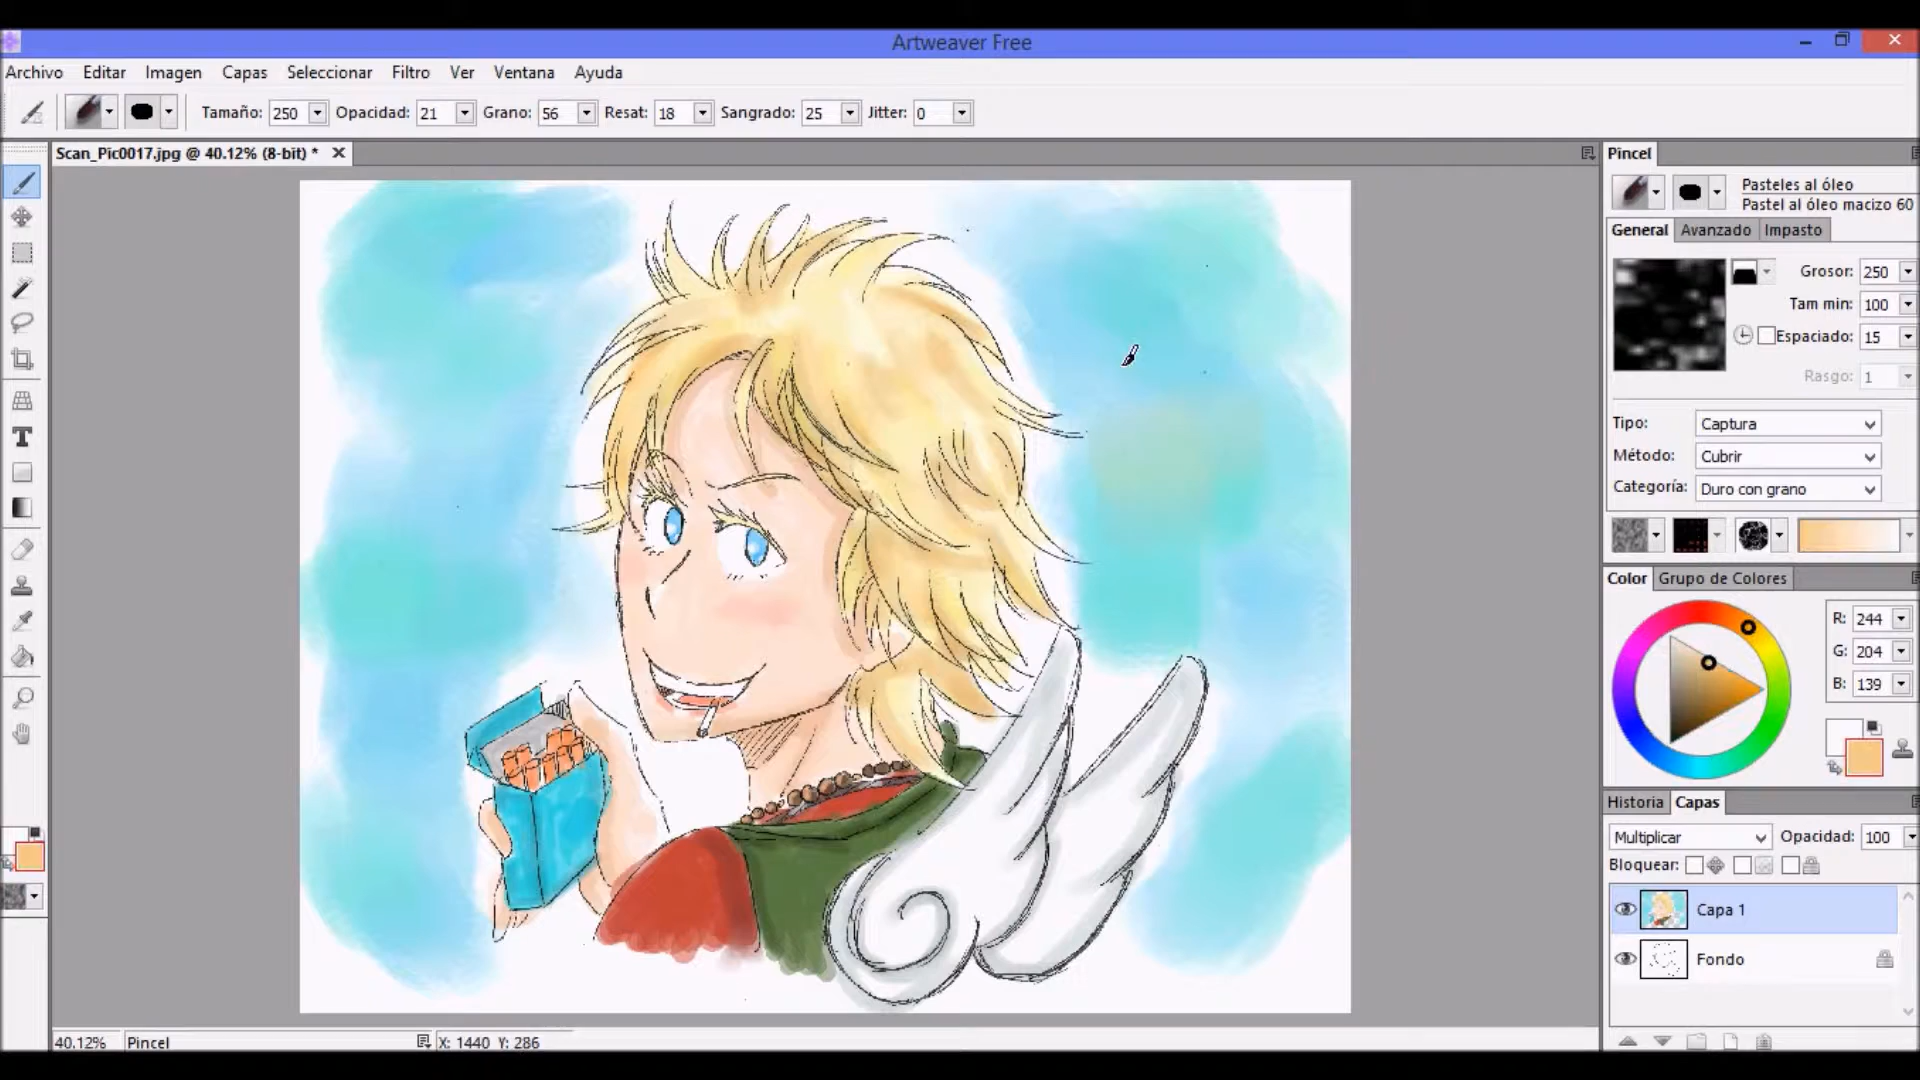 Artweaver Free
Archivo Editar Imagen Capas Seleccionar Filtro Ver Ventana Ayuda
Tamaño: 250 Opacidad: 21 Grano: 56 Resat: 18 Sangrado: 25 Jitter: 0
Scan_Pic0017.jpg @ 40.12% (8-bit) *
Pincel
Pasteles al óleo
Pastel al óleo macizo 60
General Avanzado Impasto
Grosor: 250
Tam min: 100
Espaciado: 15
Rasgo: 1
Tipo: Captura
Método: Cubrir
Categoría: Duro con grano
Color Grupo de Colores
R: 244
G: 204
B: 139
Historia Capas
Multiplicar Opacidad: 100
Bloquear:
Capa 1
Fondo
40.12% Pincel X: 1440 Y: 286